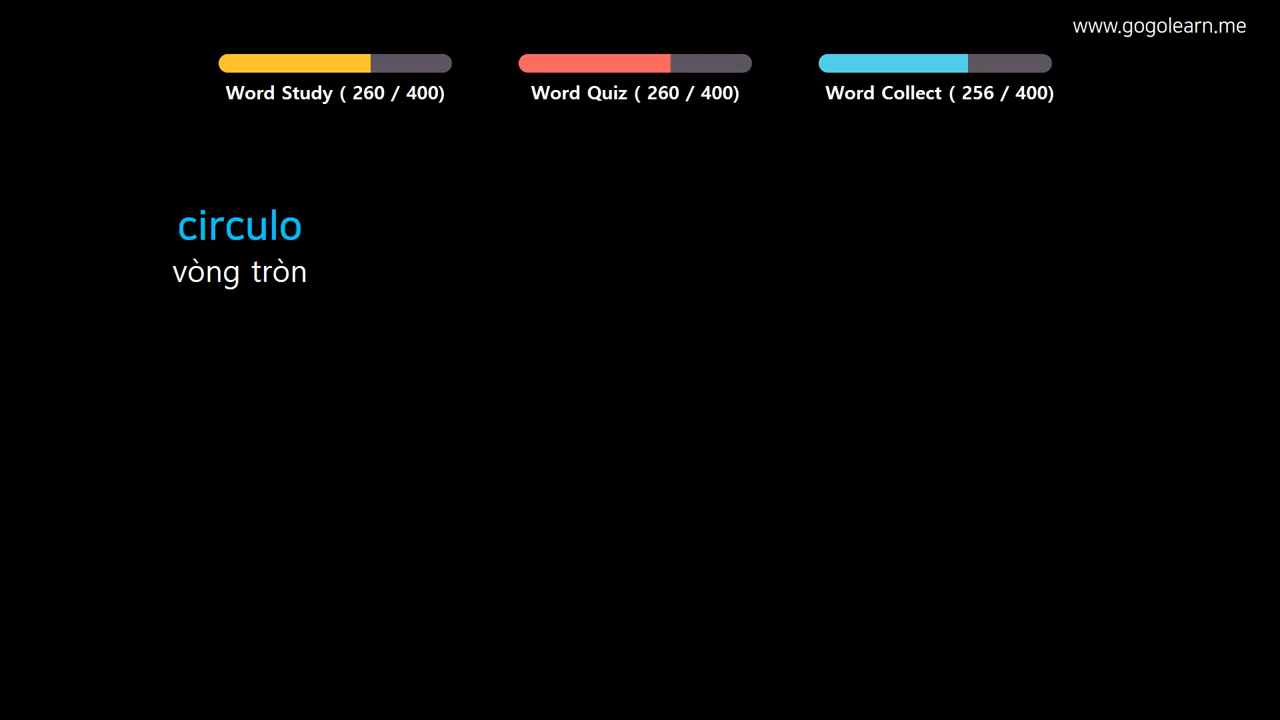 www.gogolearn.me
Word Study ( 260 / 400)
Word Quiz ( 260 / 400)
Word Collect ( 256 / 400)
circulo
vòng tròn